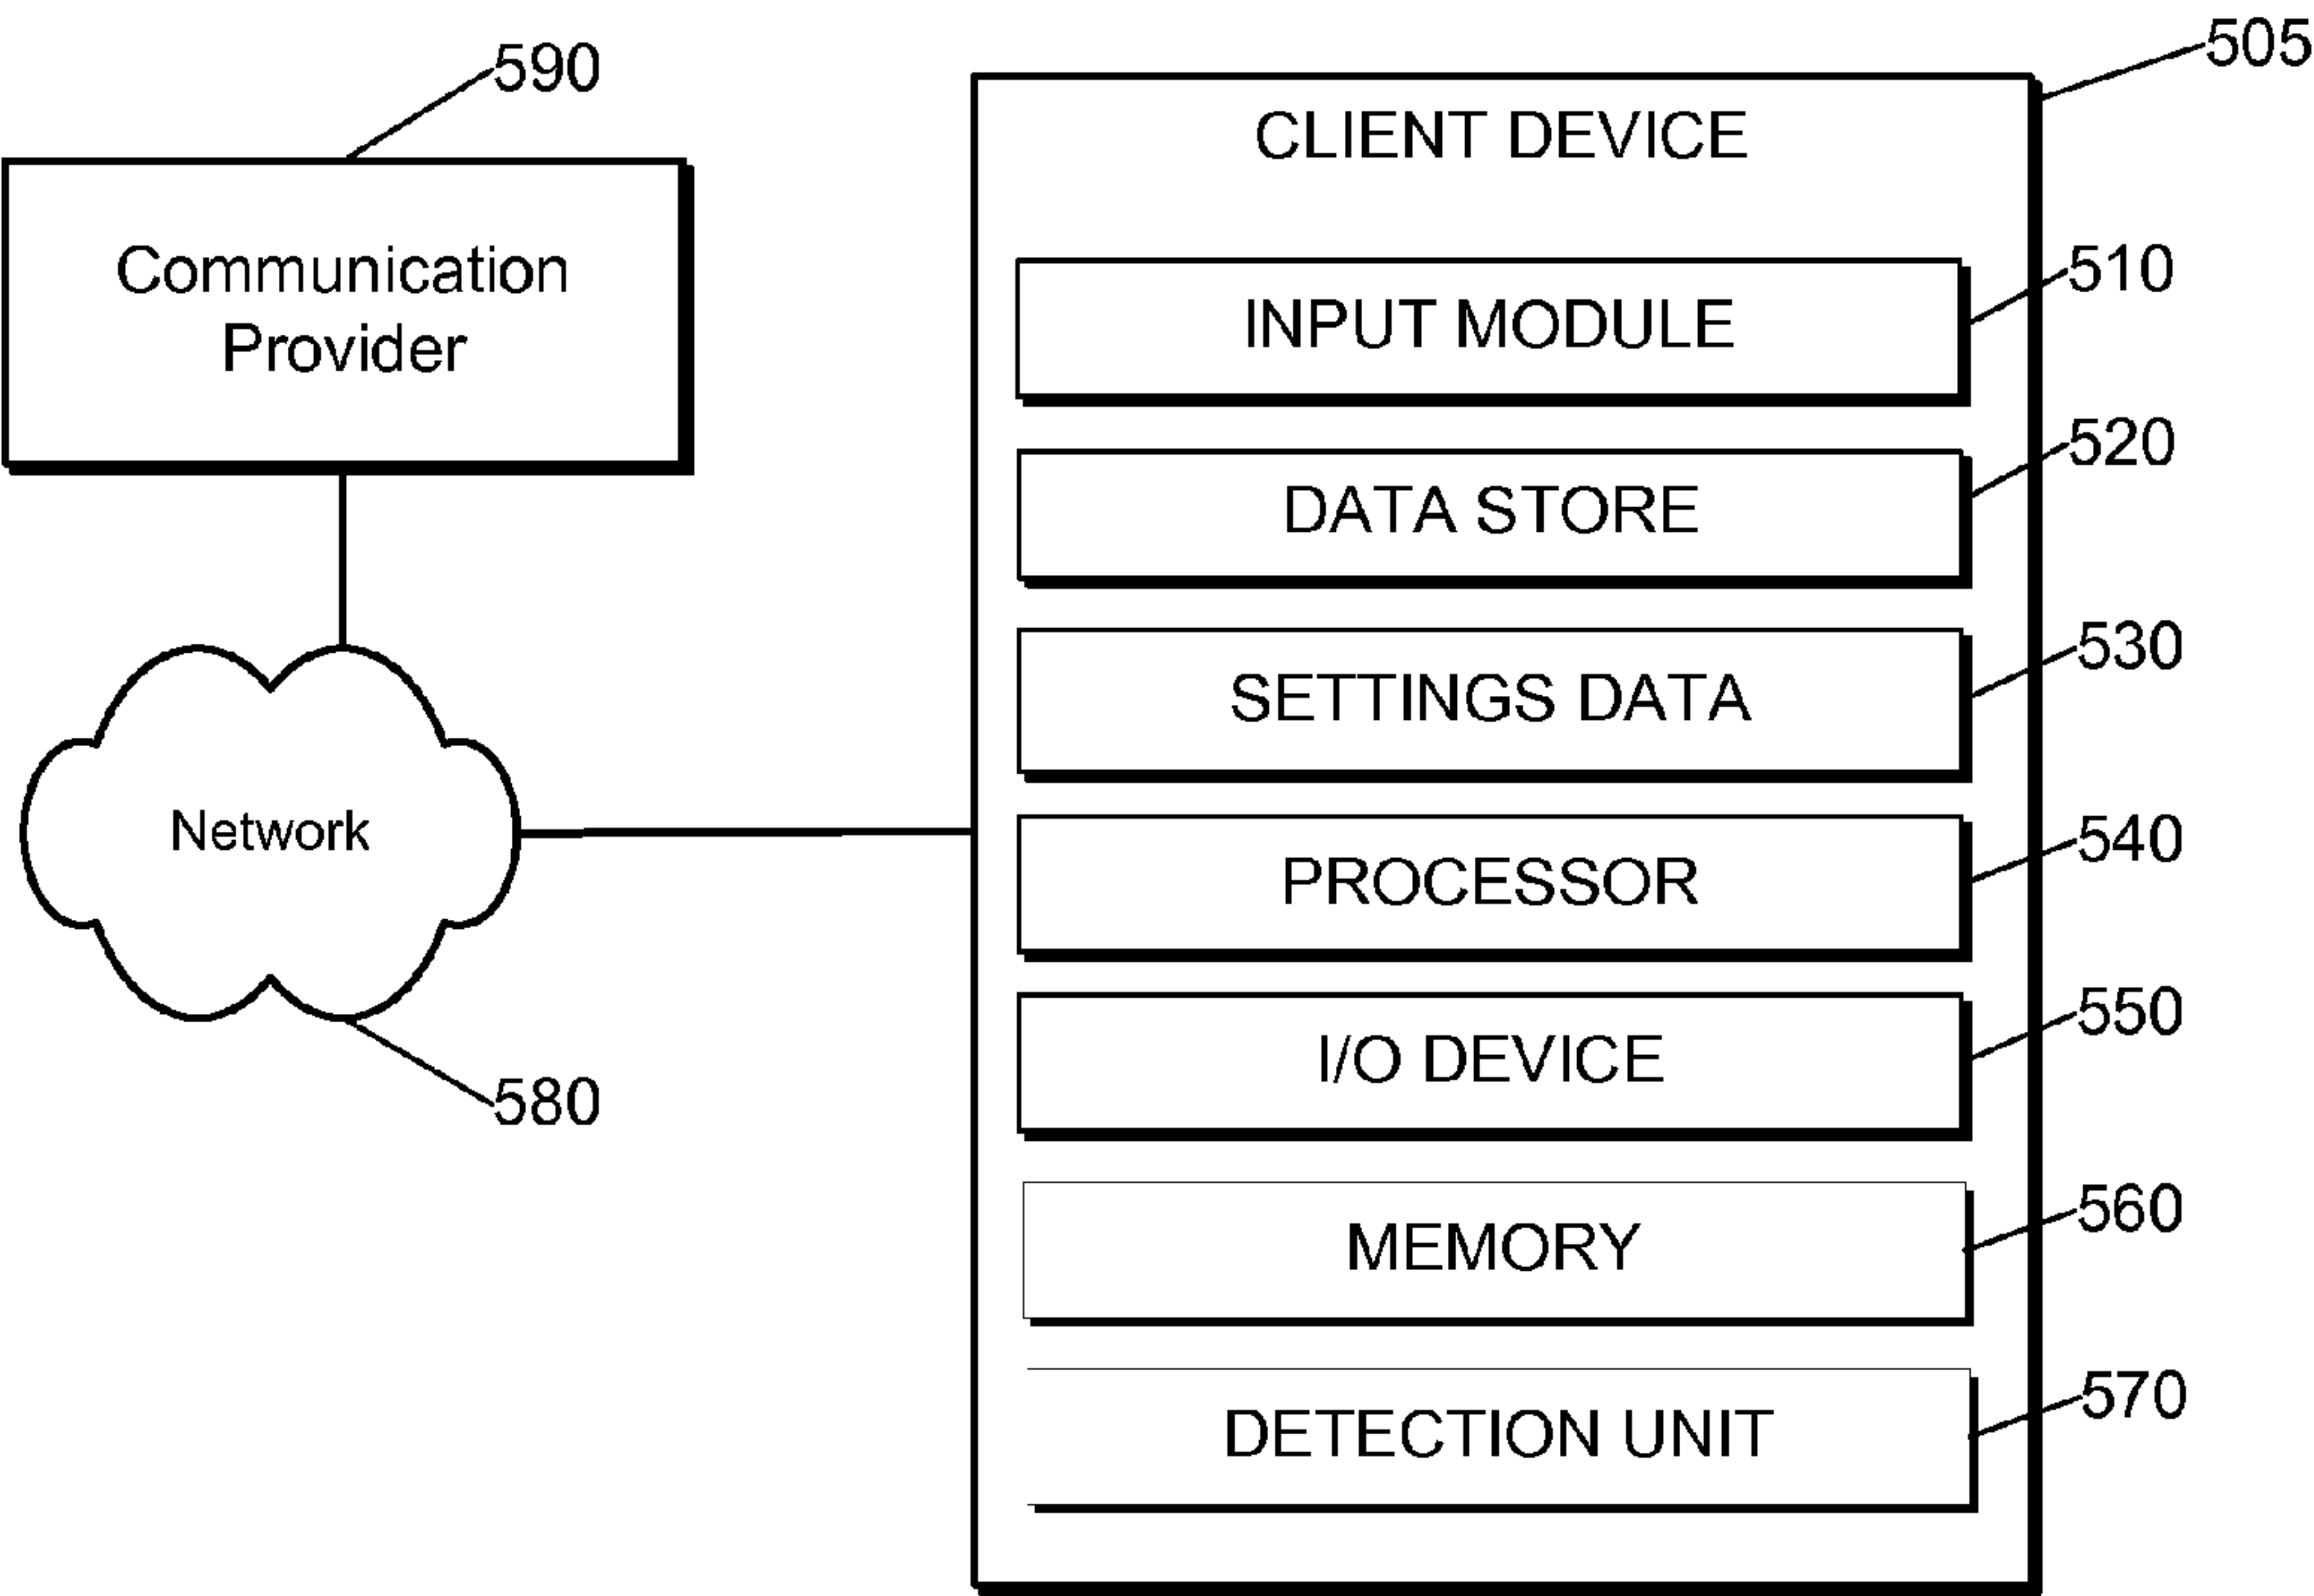 590
Communication
Provider
Network
580
505
CLIENT DEVICE
INPUT MODULE
510
DATA STORE
520
SETTINGS DATA
530
PROCESSOR
540
I/O DEVICE
550
MEMORY
560
DETECTION UNIT
570